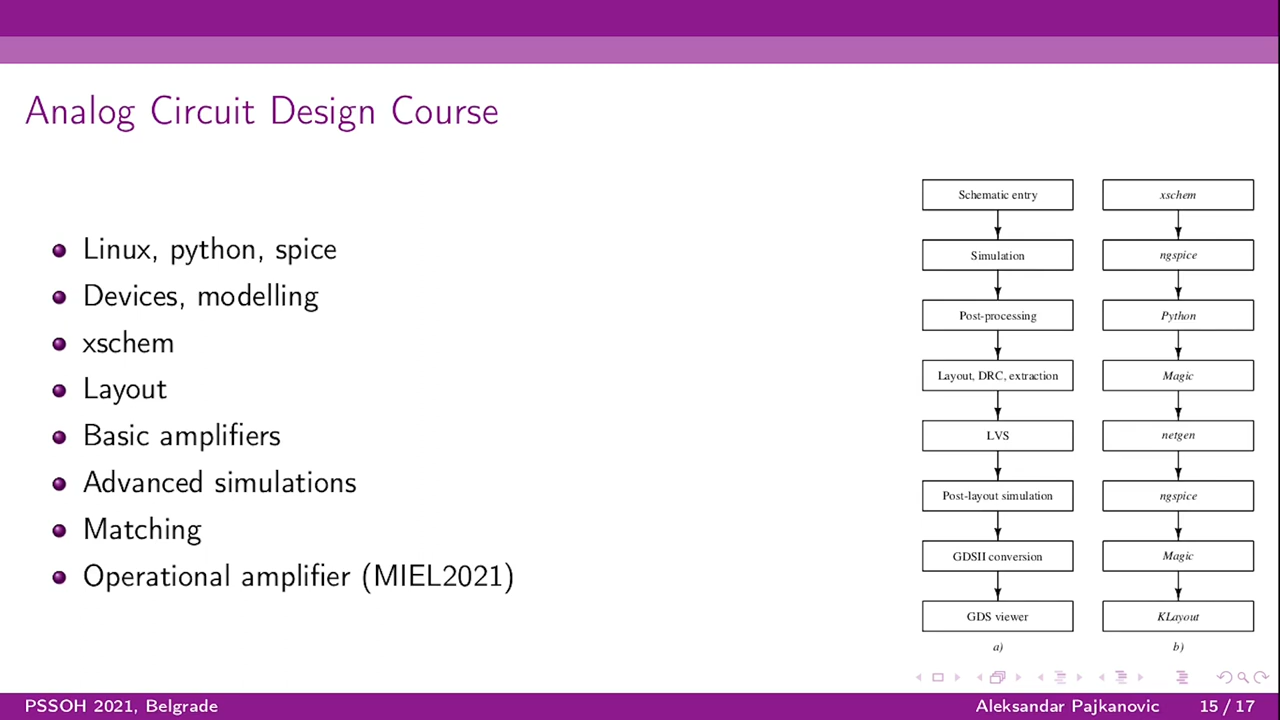 Analog Circuit Design Course
Linux, python, spice
Devices, modelling
xschem
Layout
Basic amplifiers
Advanced simulations
Matching
Operational amplifier (MIEL2021)
Schematic entry
Simulation
Post-processing
Layout, DRC, extraction
LVS
Post-layout simulation
GDSII conversion
GDS viewer
a)
xschem
ngspice
Python
Magic
netgen
ngspice
Magic
KLayout
b)
PSSOH 2021, Belgrade
Aleksandar Pajkanovic
15 / 17